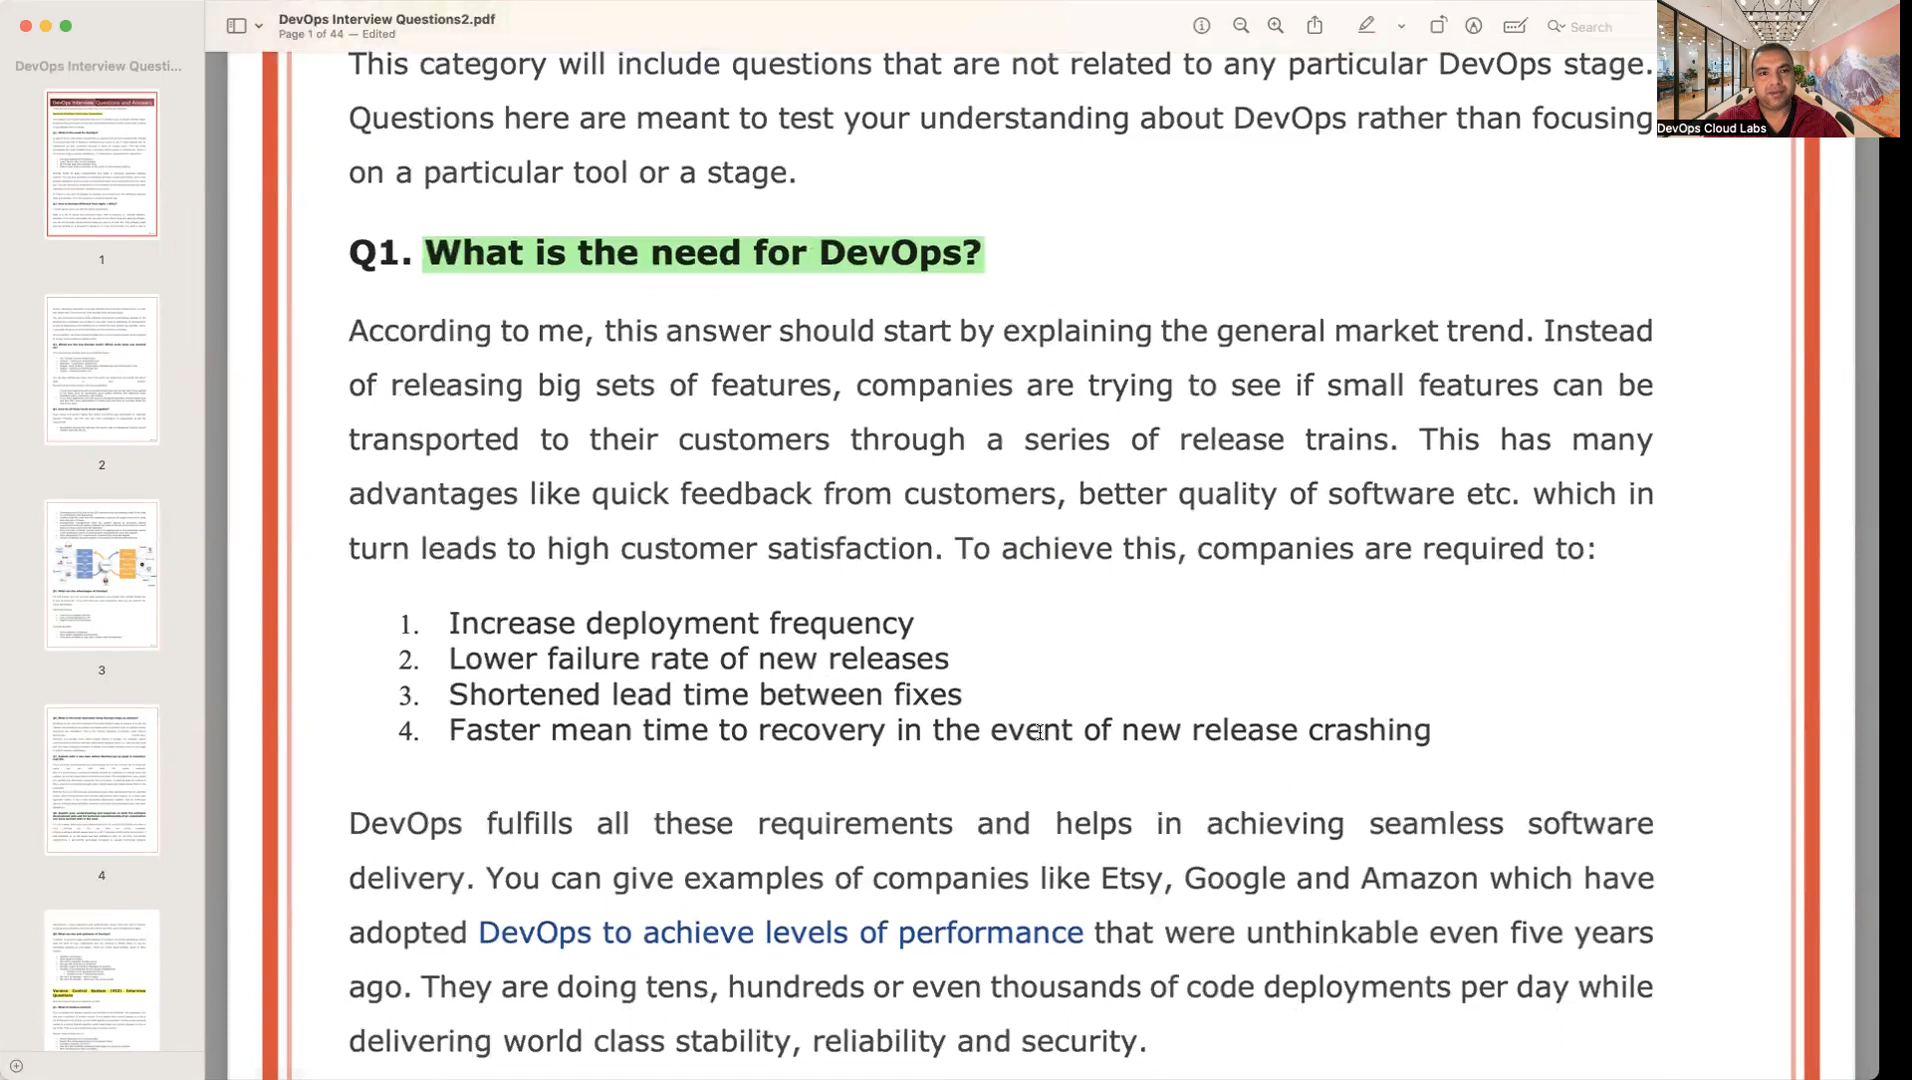 DevOps Interview Questions2.pdf
Page 1 of 44 — Edited
Search
DevOps Cloud Labs
DevOps Interview Questi...
DevOps Interview Questions and Answers
1
2
3
4
This category will include questions that are not related to any particular DevOps stage.
Questions here are meant to test your understanding about DevOps rather than focusing
on a particular tool or a stage.
Q1. What is the need for DevOps?
According to me, this answer should start by explaining the general market trend. Instead
of releasing big sets of features, companies are trying to see if small features can be
transported to their customers through a series of release trains. This has many
advantages like quick feedback from customers, better quality of software etc. which in
turn leads to high customer satisfaction. To achieve this, companies are required to:
1. Increase deployment frequency
2. Lower failure rate of new releases
3. Shortened lead time between fixes
4. Faster mean time to recovery in the event of new release crashing
DevOps fulfills all these requirements and helps in achieving seamless software
delivery. You can give examples of companies like Etsy, Google and Amazon which have
adopted DevOps to achieve levels of performance that were unthinkable even five years
ago. They are doing tens, hundreds or even thousands of code deployments per day while
delivering world class stability, reliability and security.